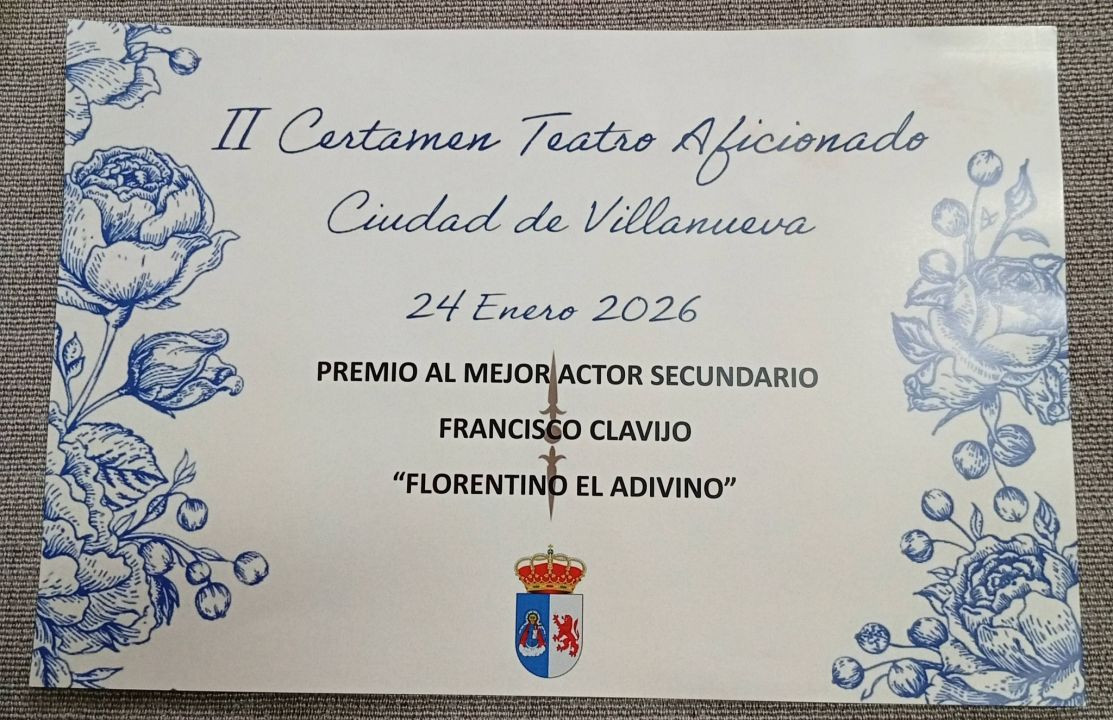 II Certamen Teatro Aficionado
Ciudad de Villanueva
24 Enero 2026
PREMIO AL MEJOR ACTOR SECUNDARIO
FRANCISCO CLAVIJO
“FLORENTINO EL ADIVINO”